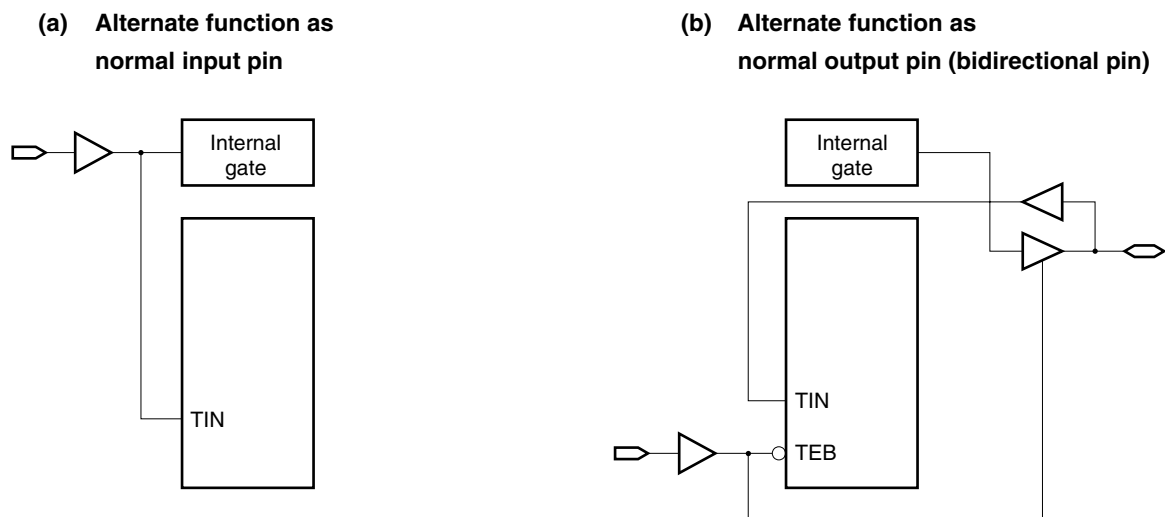 (a) Alternate function as
normal input pin
Internal
gate
TIN
(b) Alternate function as
normal output pin (bidirectional pin)
Internal
gate
TIN
TEB